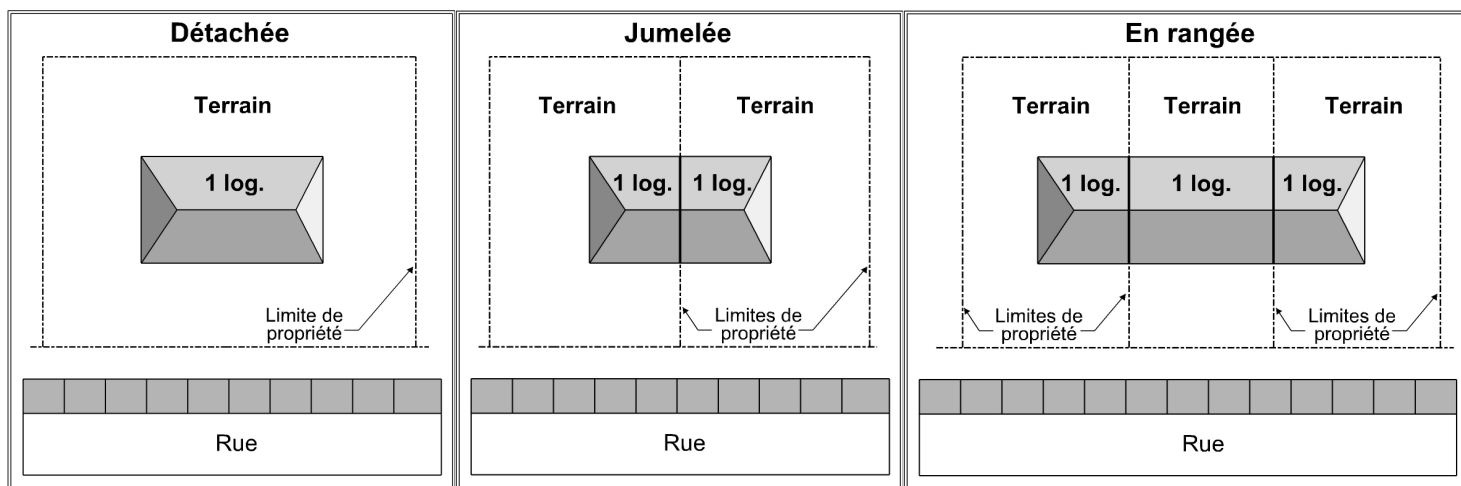 Détachée
Terrain
1 log.
Limite de
propriété
Rue
Jumelée
Terrain Terrain
1 log. 1 log.
Limites de
propriété
Rue
En rangée
Terrain Terrain Terrain
1 log. 1 log. 1 log.
Limites de
propriété
Limites de
propriété
Rue